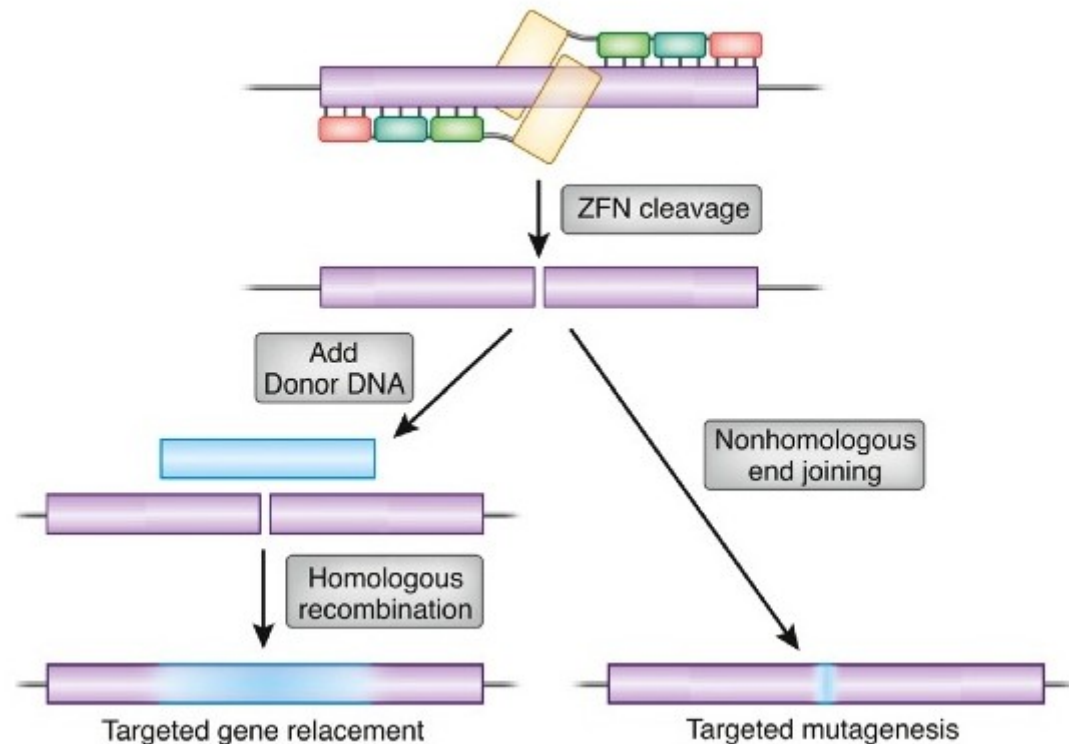 ZFN cleavage
Add
Donor DNA
Nonhomologous
end joining
Homologous
recombination
Targeted gene relacement
Targeted mutagenesis